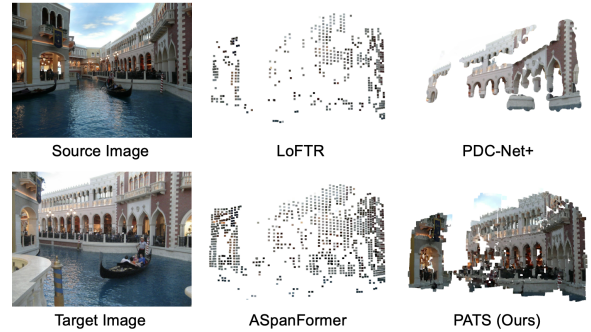 Source Image
LoFTR
PDC-Net+
Target Image
ASpanFormer
PATS (Ours)